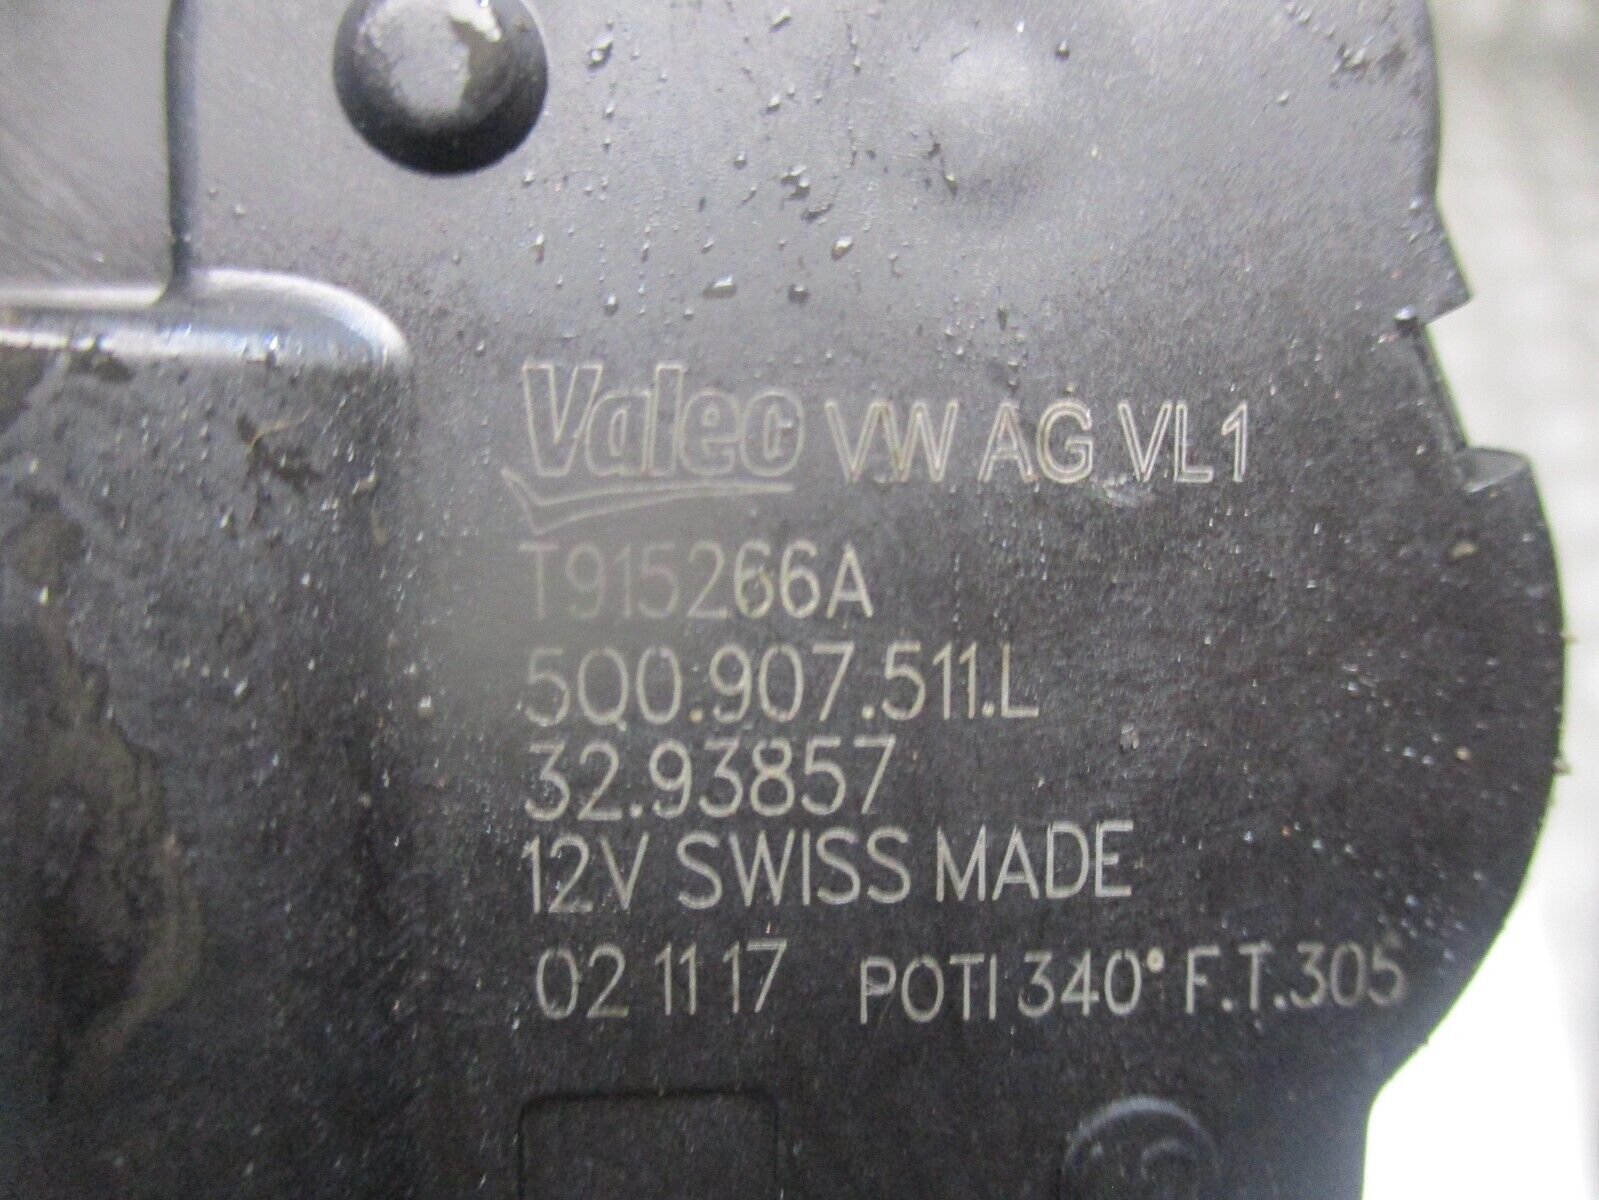 Valeo VW AG VL1
T915266A
5Q0.907.511.L
32.93857
12V SWISS MADE
02 11 17 POTI 340° F.T.305